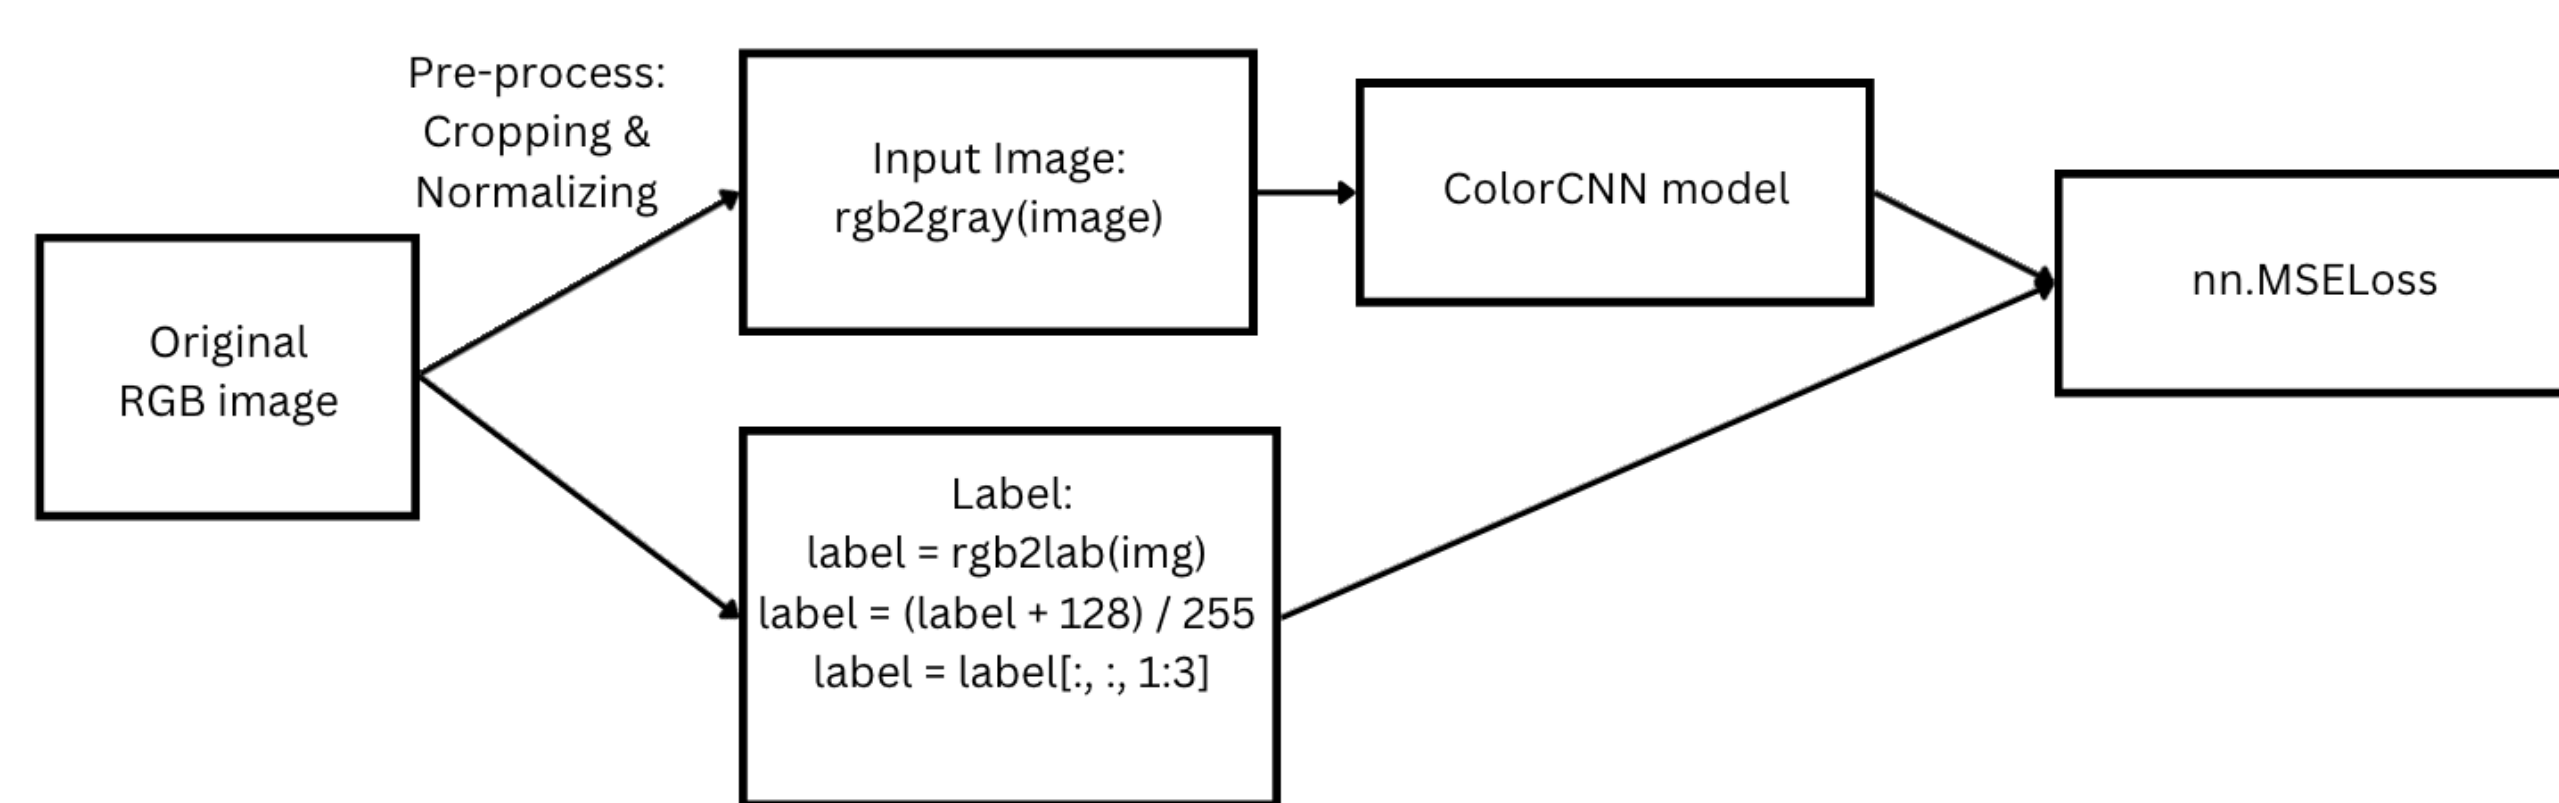 Pre-process:
Cropping &
Normalizing
Original
RGB image
Input Image:
rgb2gray(image)
ColorCNN model
nn.MSELoss
Label:
label = rgb2lab(img)
label = (label + 128) / 255
label = label[:, :, 1:3]